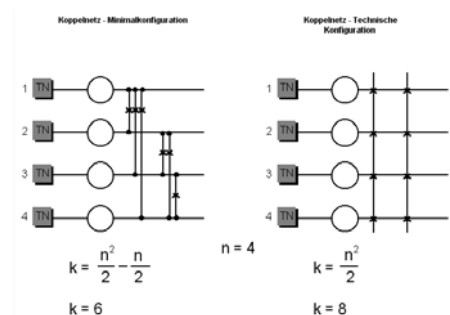 Koppelnetz - Minimalkonfiguration
1 TN
2 TN
3 TN
4 TN
k = n²/2 - n/2
k = 6
n = 4
Koppelnetz - Technische
Konfiguration
1 TN
2 TN
3 TN
4 TN
k = n²/2
k = 8